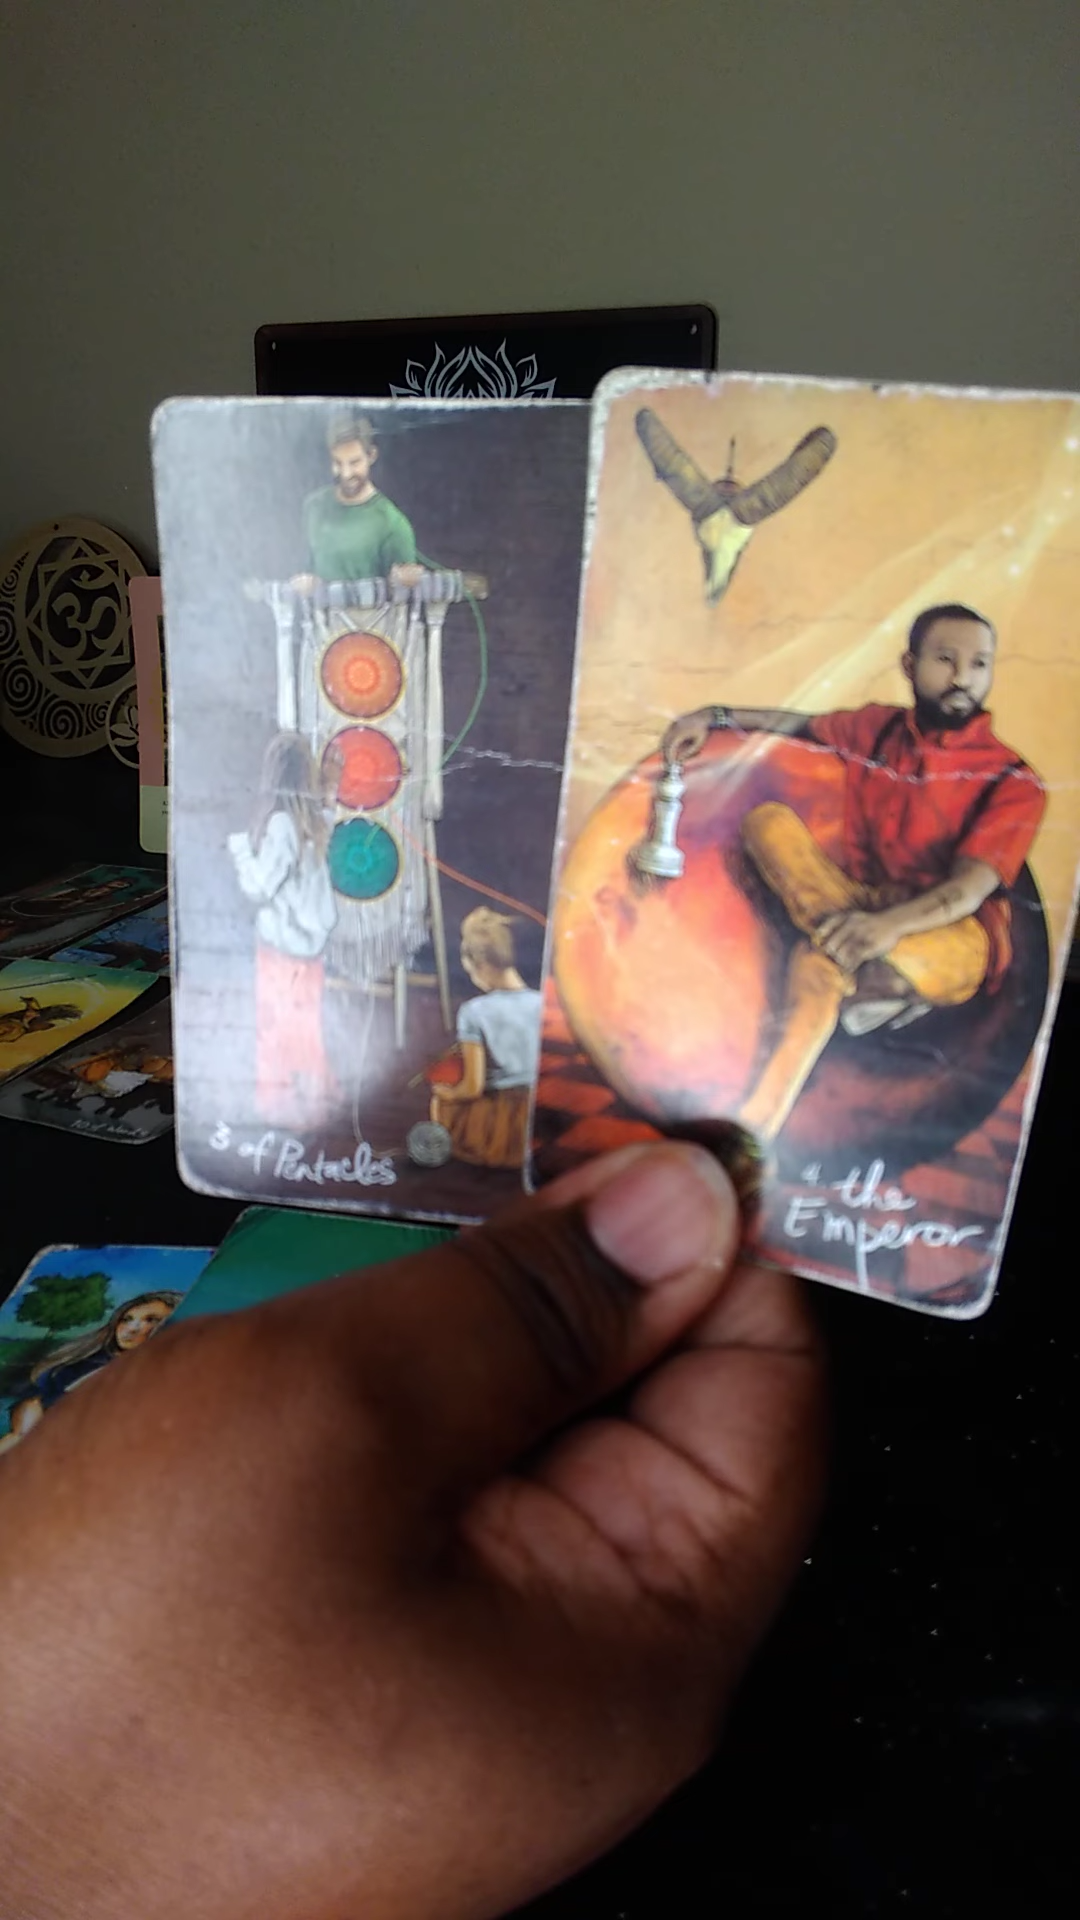 3 of Pentacles
4. the
Emperor
ॐ